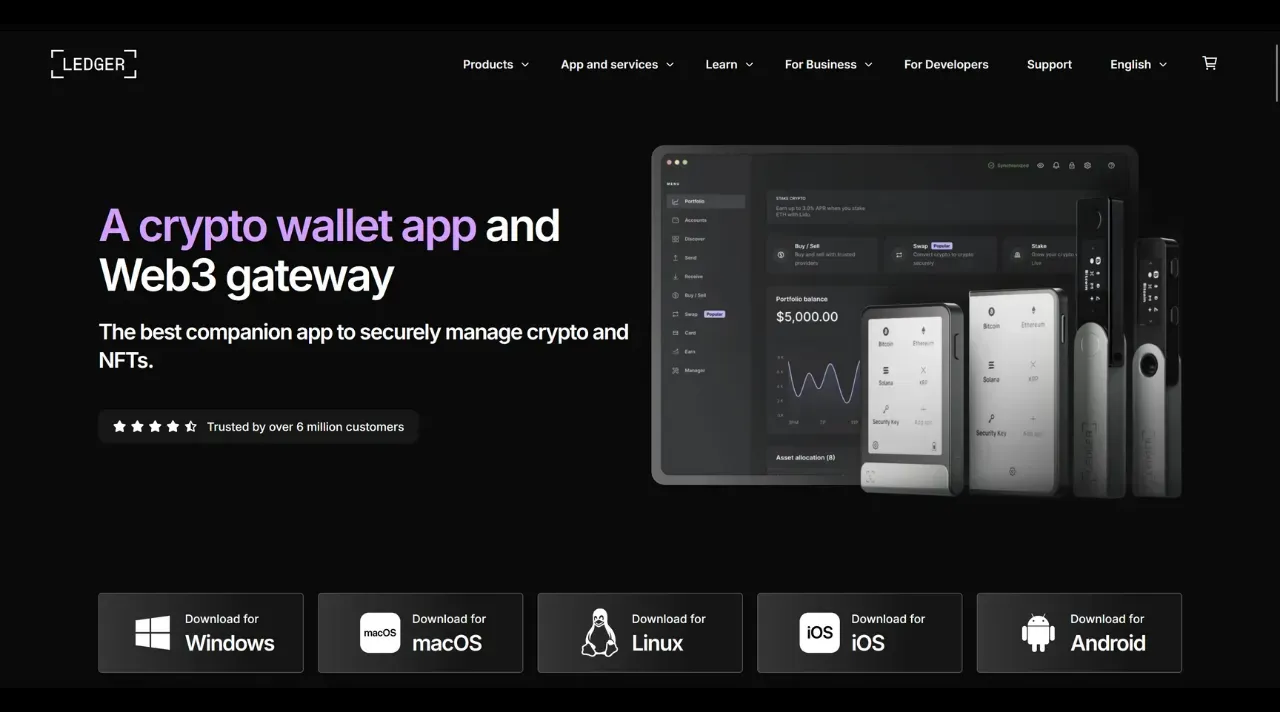 LEDGER
Products
App and services
Learn
For Business
For Developers
Support
English
A crypto wallet app and
Web3 gateway
The best companion app to securely manage crypto and
NFTs.
Trusted by over 6 million customers
MENU
Portfolio
Accounts
Discover
Send
Receive
Buy / Sell
Swap Popular
Card
Earn
Manager
Synchronized
STAKE CRYPTO
Earn up to 3.0% APR when you stake
ETH with Lido.
Buy / Sell
Buy and sell with trusted
providers
Swap Popular
Convert crypto to crypto
securely
Stake
Grow your crypto
Live
Portfolio balance
$5,000.00
Asset allocation (8)
Bitcoin
Ethereum
Solana
XRP
Security Key
Bitcoin
Ethereum
Solana
XRP
Security Key
Bitcoin
Bitcoin
Download for
Windows
macOS
Download for
macOS
Download for
Linux
iOS
Download for
iOS
Download for
Android